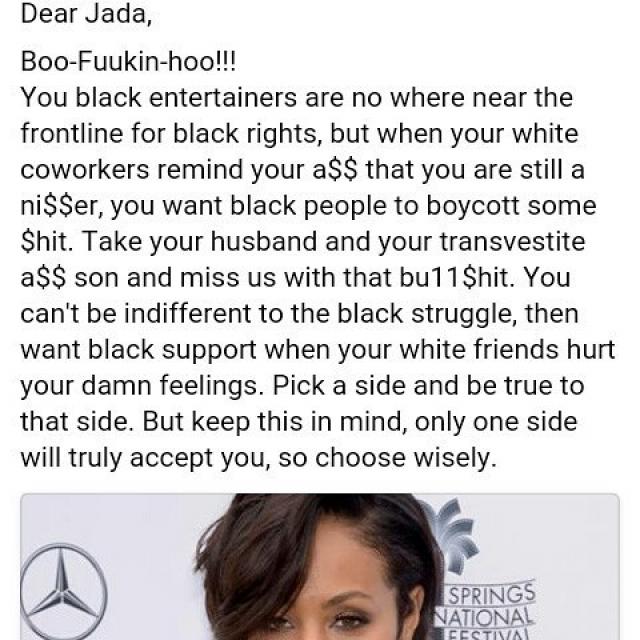 Dear Jada,
Boo-Fuukin-hoo!!!
You black entertainers are no where near the
frontline for black rights, but when your white
coworkers remind your a$$ that you are still a
ni$$er, you want black people to boycott some
$hit. Take your husband and your transvestite
a$$ son and miss us with that bu11$hit. You
can't be indifferent to the black struggle, then
want black support when your white friends hurt
your damn feelings. Pick a side and be true to
that side. But keep this in mind, only one side
will truly accept you, so choose wisely.
SPRINGS
NATIONAL
FESTIVAL